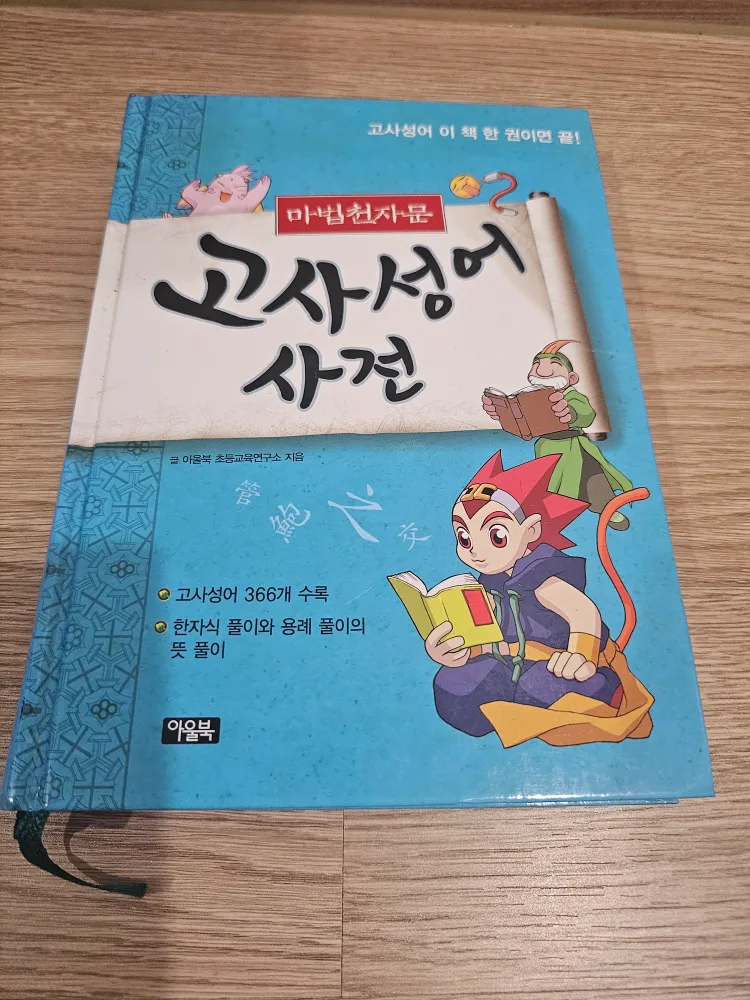 고사성어 이 책 한 권이면 끝!
마법천자문
고사성어
사전
글 아울북 초등교육연구소 지음
管
鮑
之
交
고사성어 366개 수록
한자식 풀이와 용례 풀이의
뜻 풀이
아울북